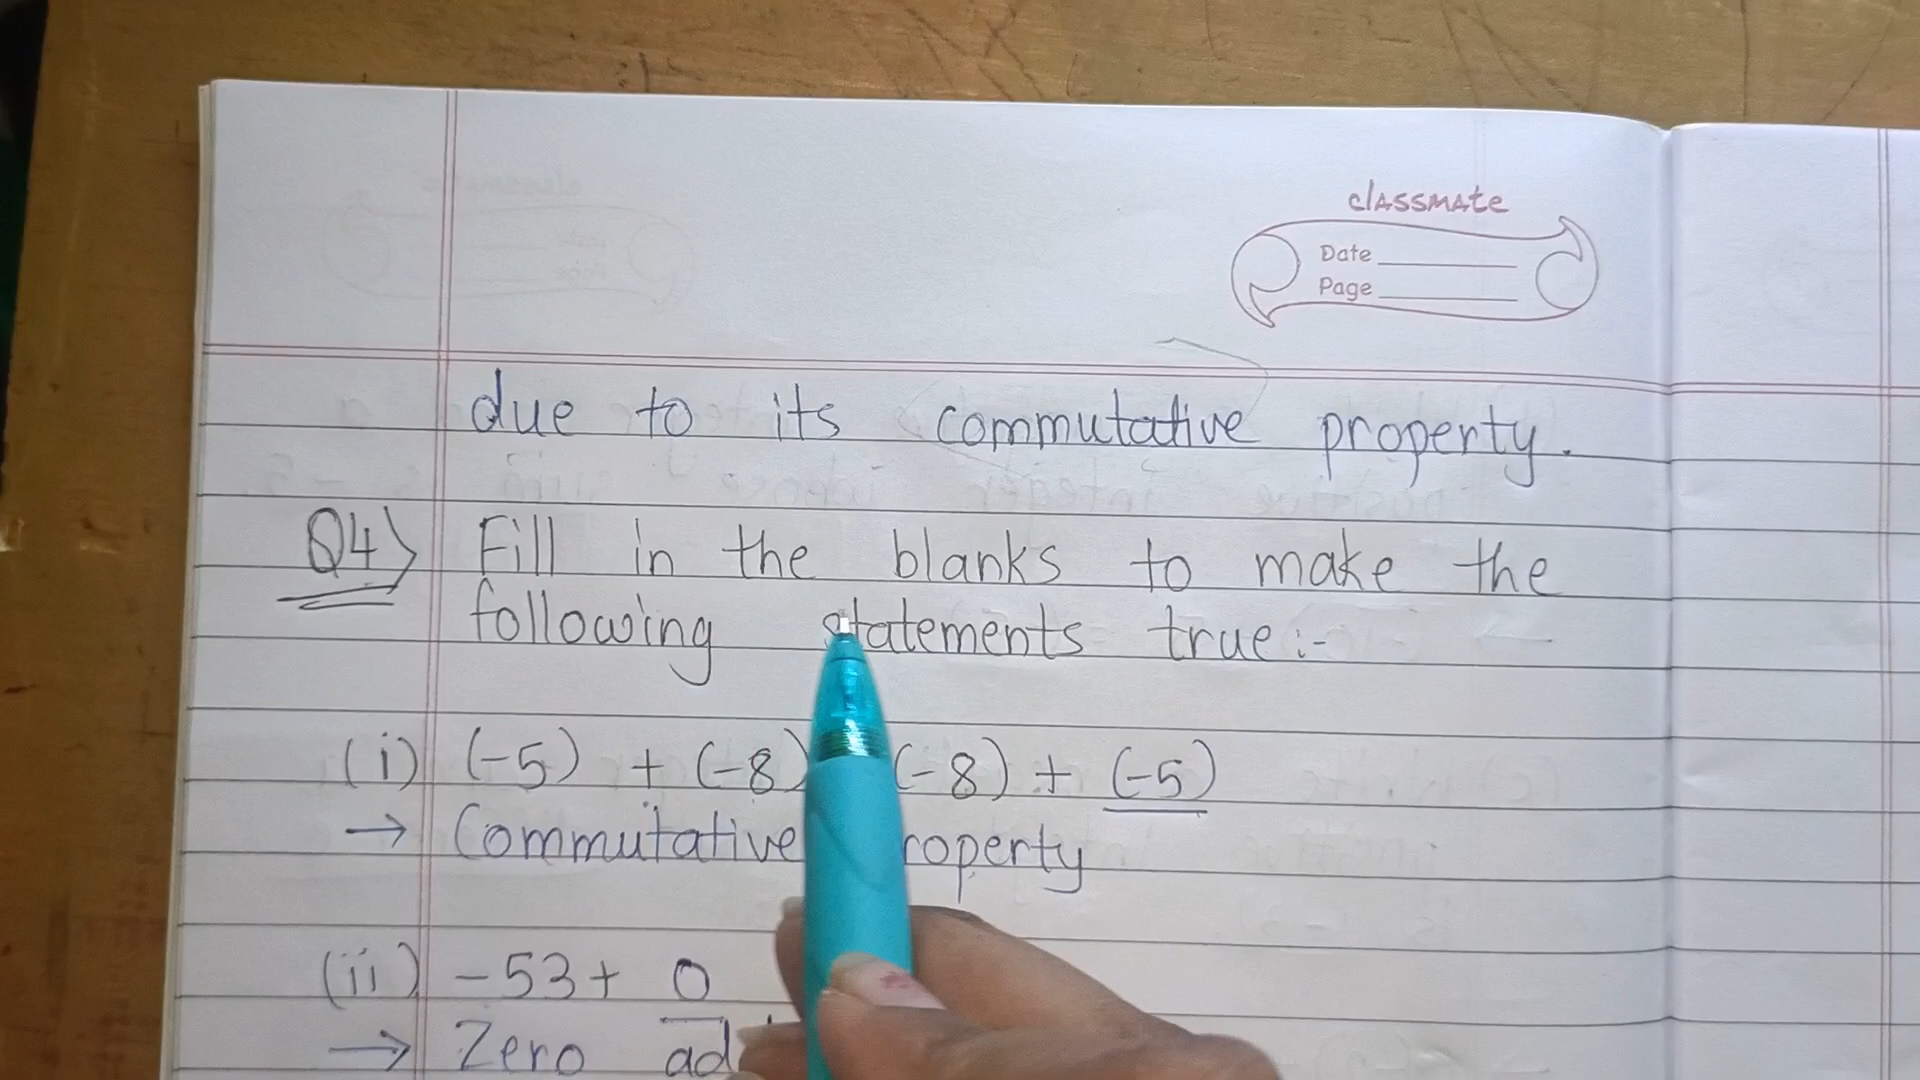 classmate
Date
Page
due to its commutative property.
Q4) Fill in the blanks to make the
following statements true:-
(i) (-5) + (-8) (-8) + (-5)
→ Commutative roperty
(ii) -53 + 0
→ Zero ad